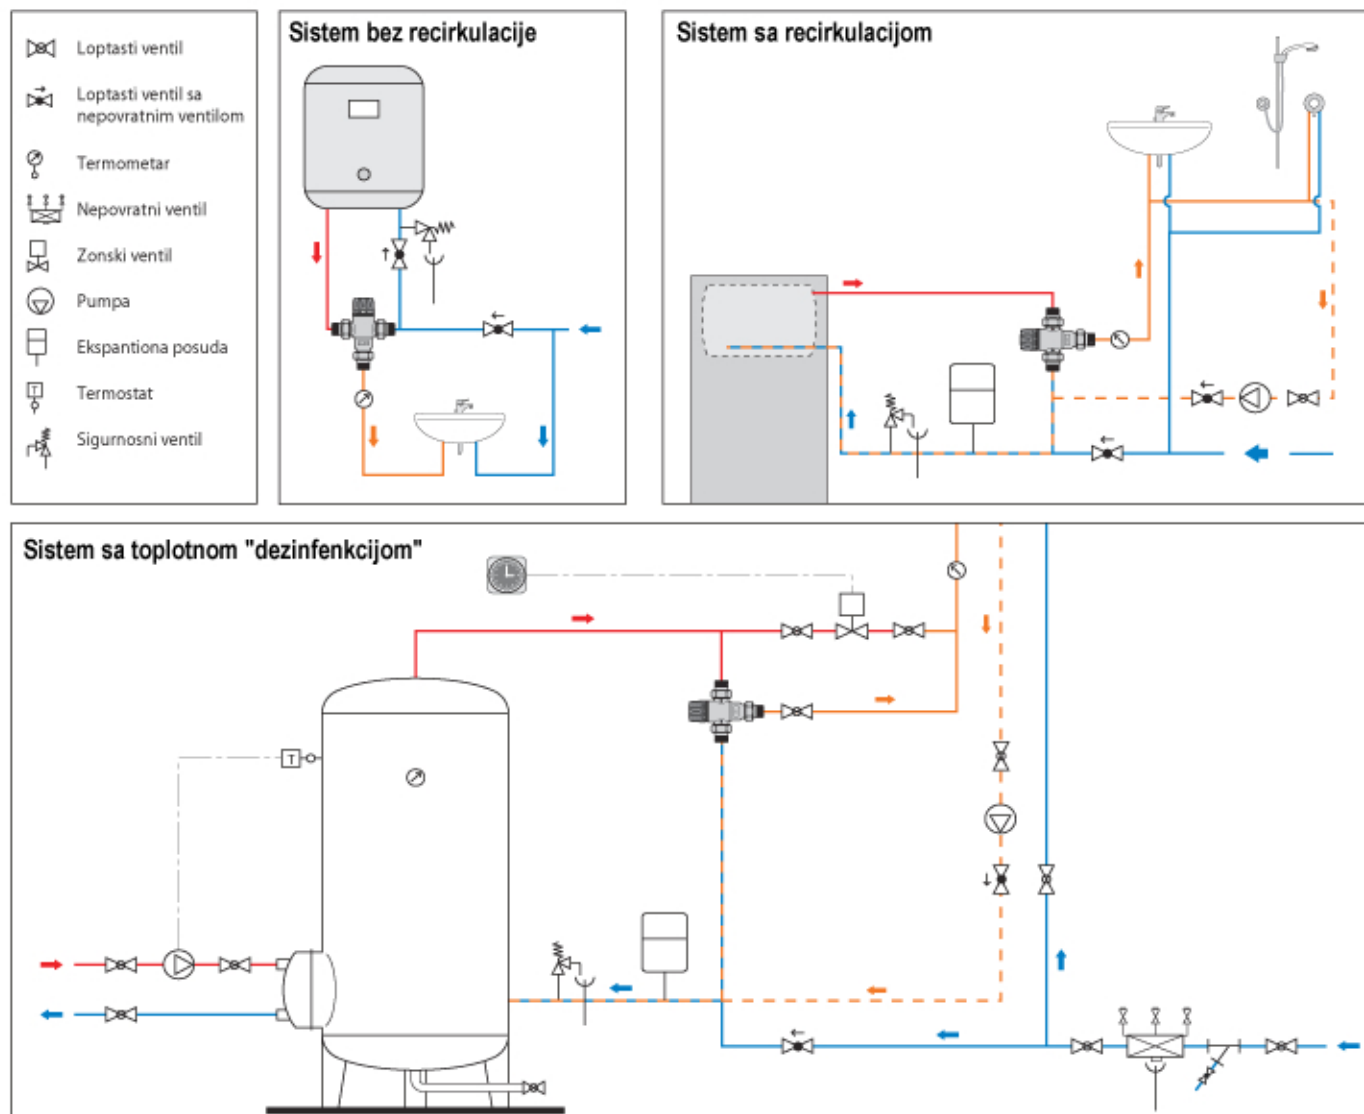 Loptasti ventil
Loptasti ventil sa
nepovratnim ventilom
Termometar
Nepovratni ventil
Zonski ventil
Pumpa
Ekspantiona posuda
T
Termostat
Sigurnosni ventil
Sistem bez recirkulacije
Sistem sa recirkulacijom
Sistem sa toplotnom "dezinfenkcijom"
T